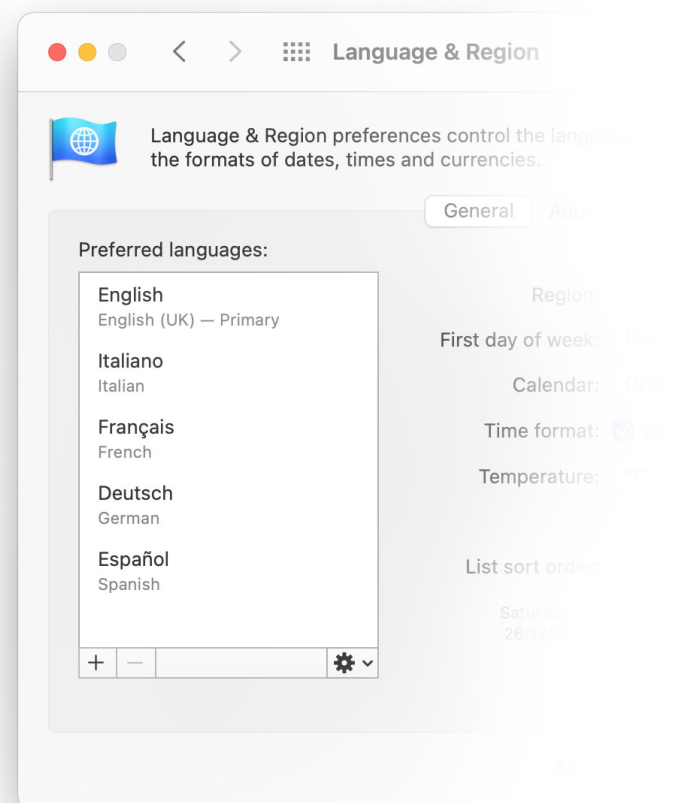 Language & Region
Language & Region preferences control the
the formats of dates, times and currencies.
General
Preferred languages:
English
English (UK) — Primary
Italiano
Italian
Français
French
Deutsch
German
Español
Spanish
Region:
First day of week:
Calendar:
Time format:
Temperature: °C
List sort order:
Saturday